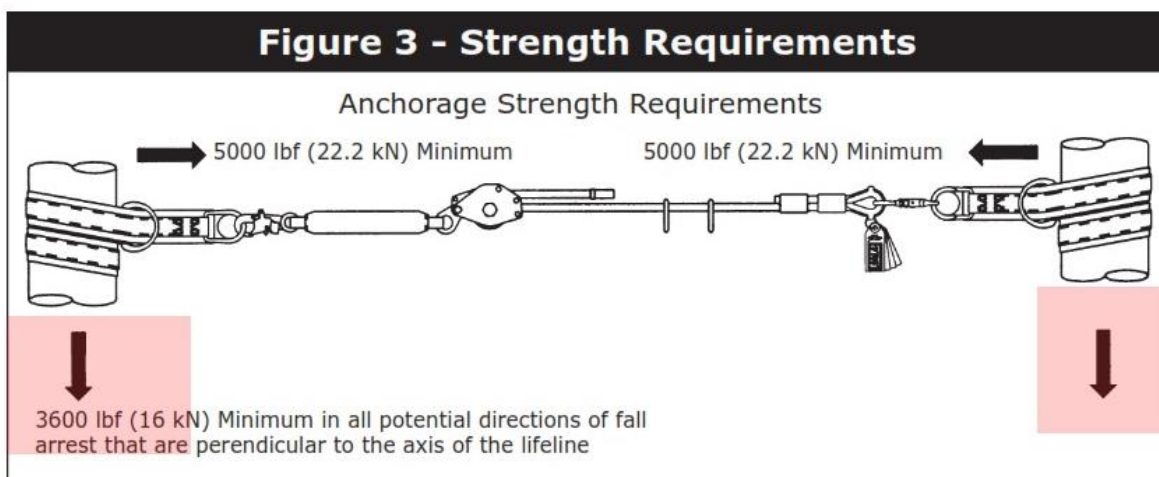 Figure 3 - Strength Requirements
Anchorage Strength Requirements
5000 lbf (22.2 kN) Minimum
5000 lbf (22.2 kN) Minimum
3600 lbf (16 kN) Minimum in all potential directions of fall
arrest that are perendicular to the axis of the lifeline